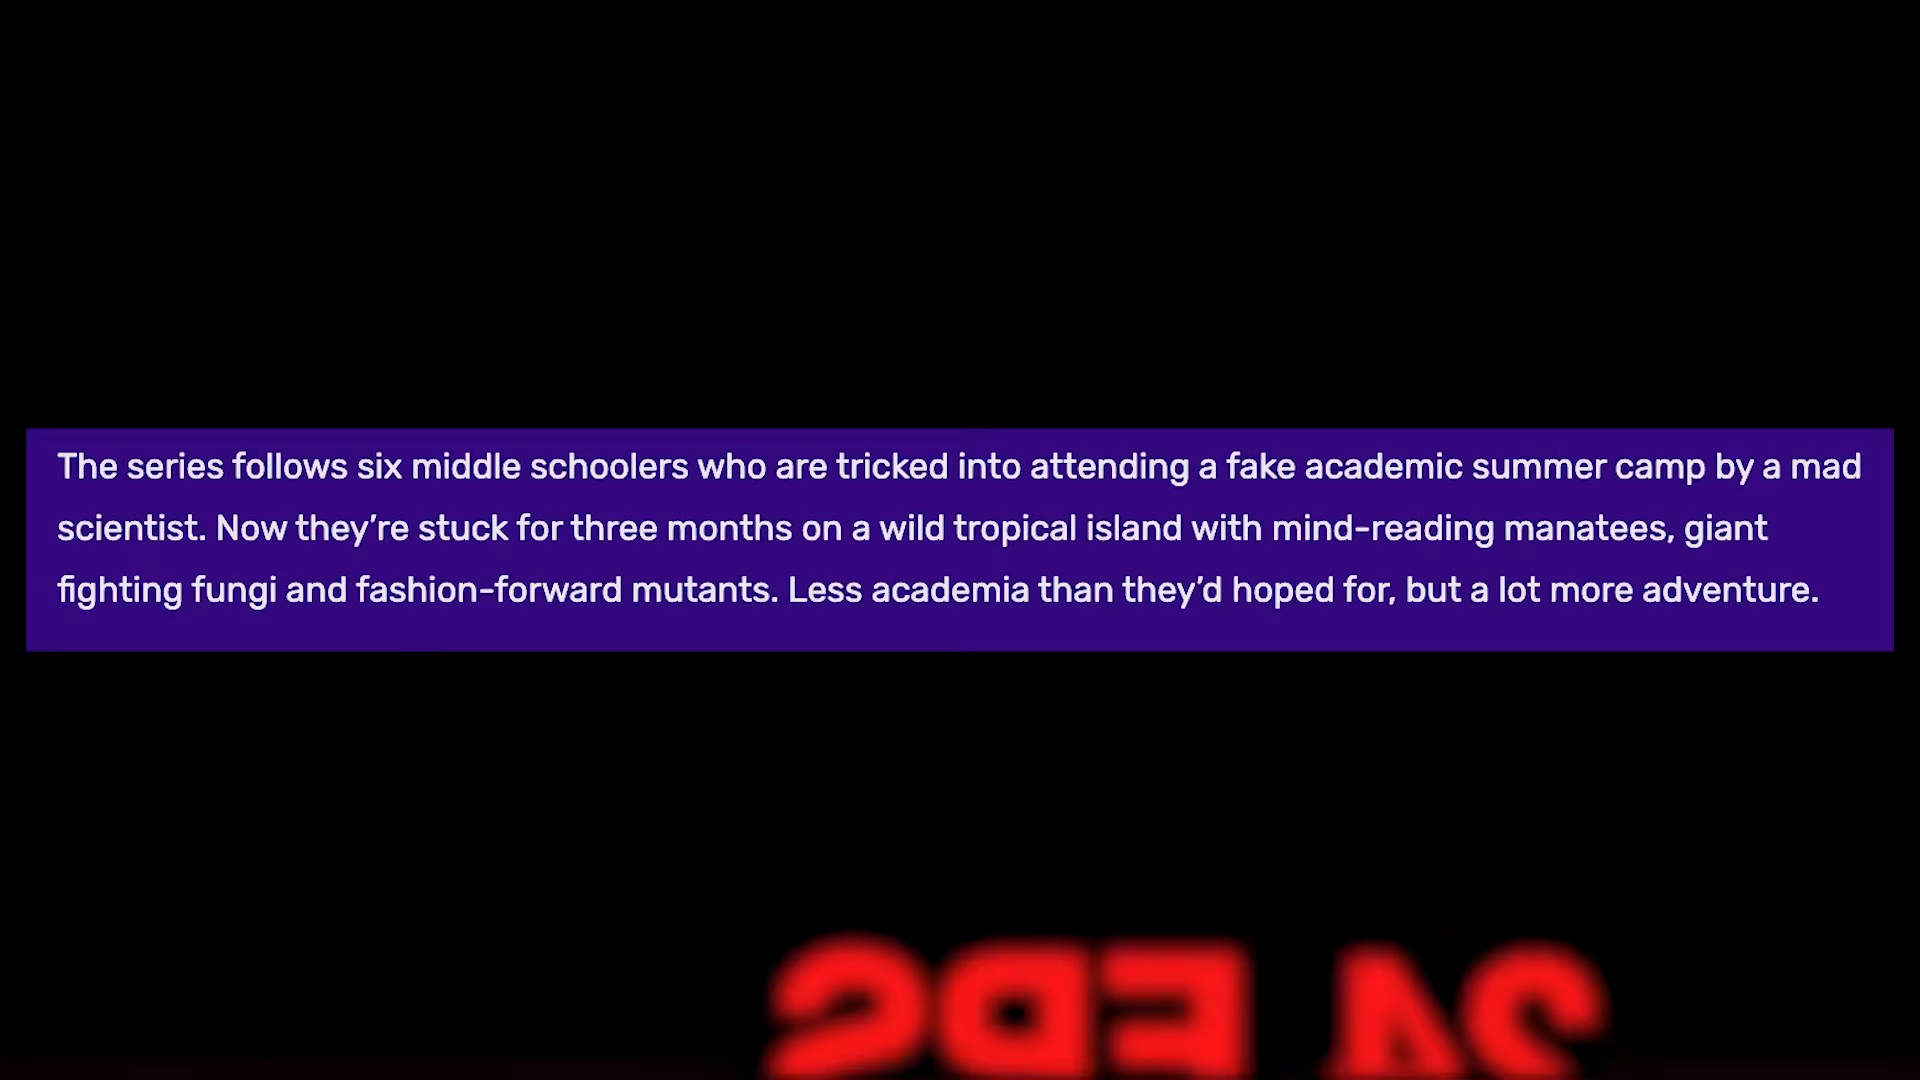 The series follows six middle schoolers who are tricked into attending a fake academic summer camp by a mad
scientist. Now they’re stuck for three months on a wild tropical island with mind-reading manatees, giant
fighting fungi and fashion-forward mutants. Less academia than they’d hoped for, but a lot more adventure.